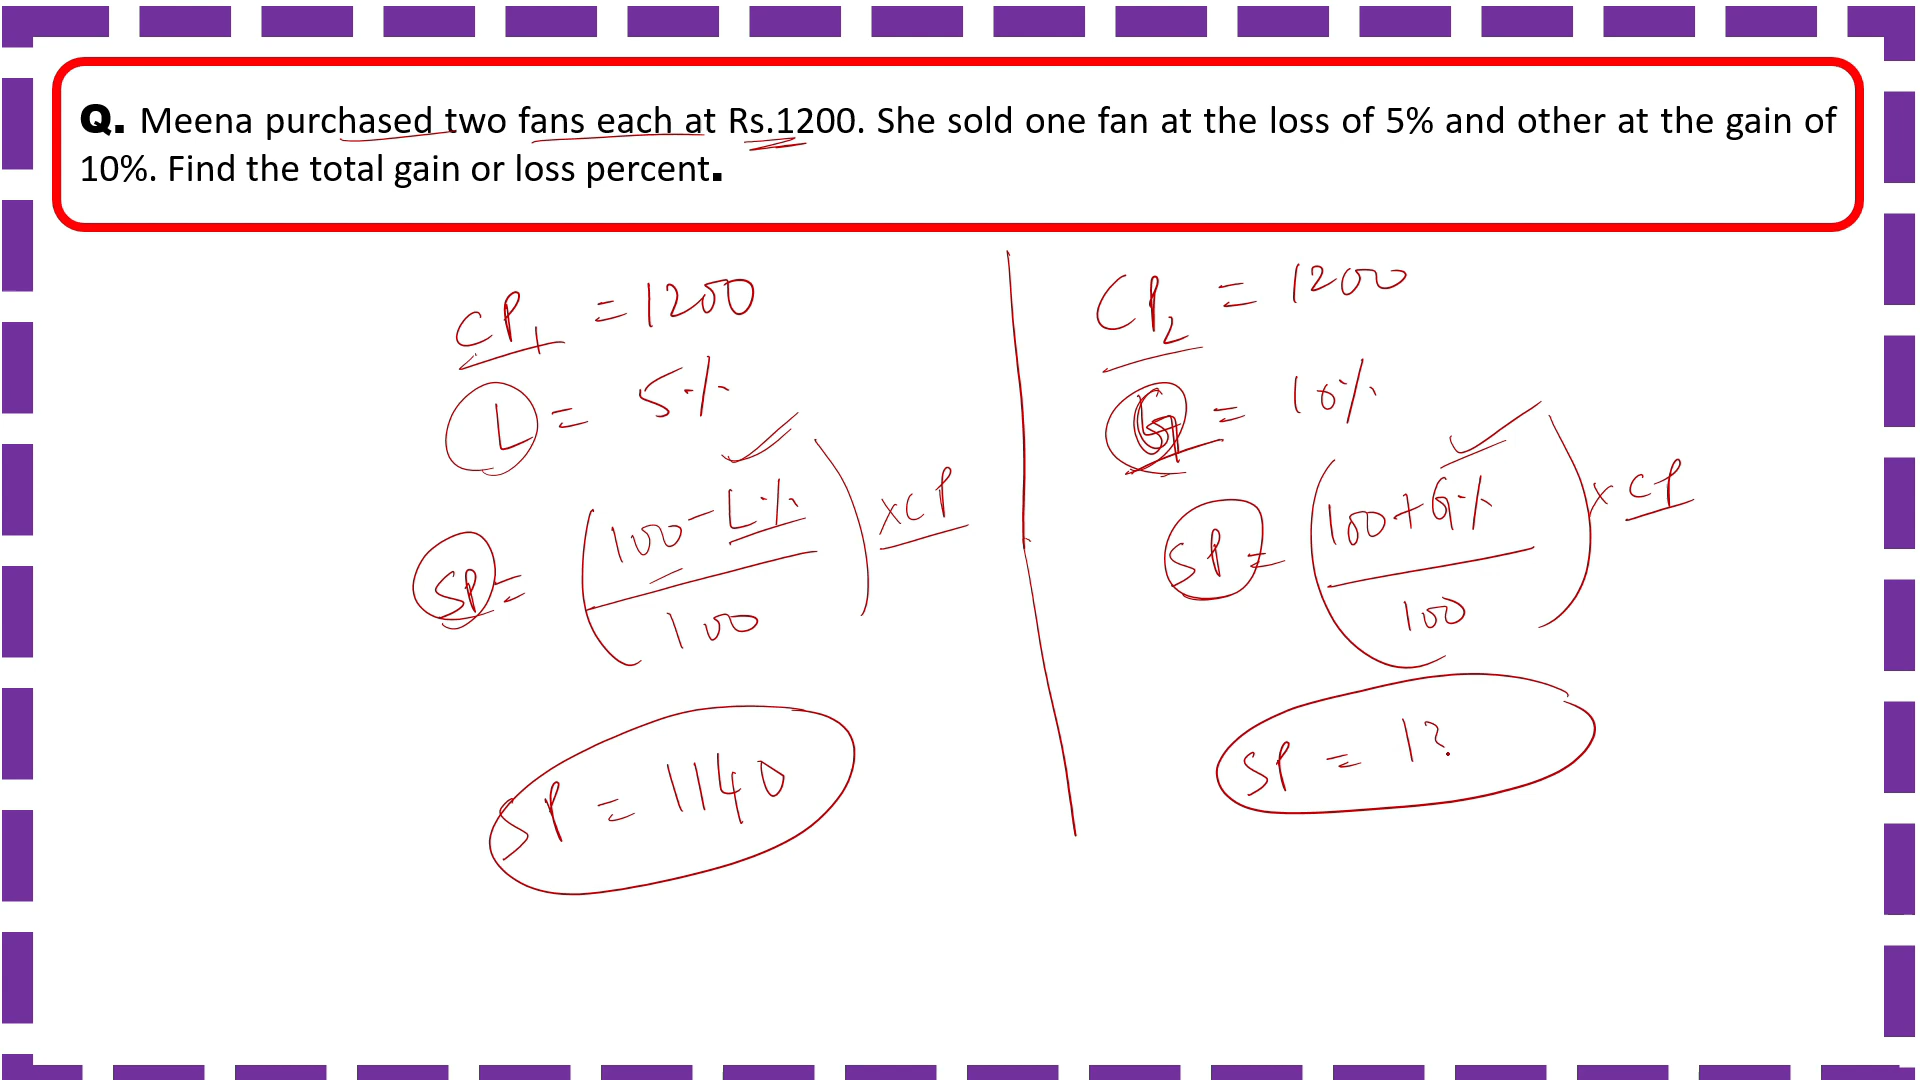 Q. Meena purchased two fans each at Rs.1200. She sold one fan at the loss of 5% and other at the gain of
10%. Find the total gain or loss percent.
CP₁ = 1200
L = 5%
SP = (100 - L% / 100) × CP
SP = 1140
CP₂ = 1200
G = 10%
SP = (100 + G% / 100) × CP
SP = 13